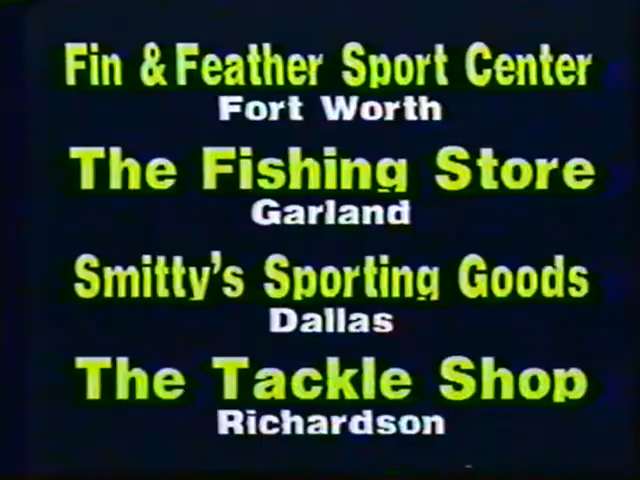 Fin & Feather Sport Center
Fort Worth
The Fishing Store
Garland
Smitty's Sporting Goods
Dallas
The Tackle Shop
Richardson